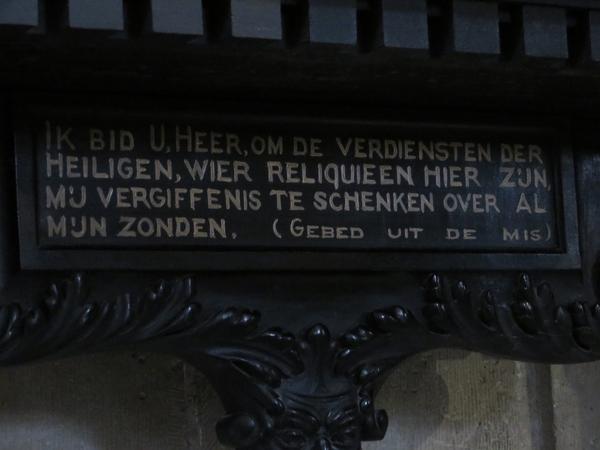 IK BID U, HEER, OM DE VERDIENSTEN DER
HEILIGEN, WIER RELIQUIEEN HIER ZIJN,
MIJ VERGIFFENIS TE SCHENKEN OVER AL
MIJN ZONDEN. (GEBED UIT DE MIS)